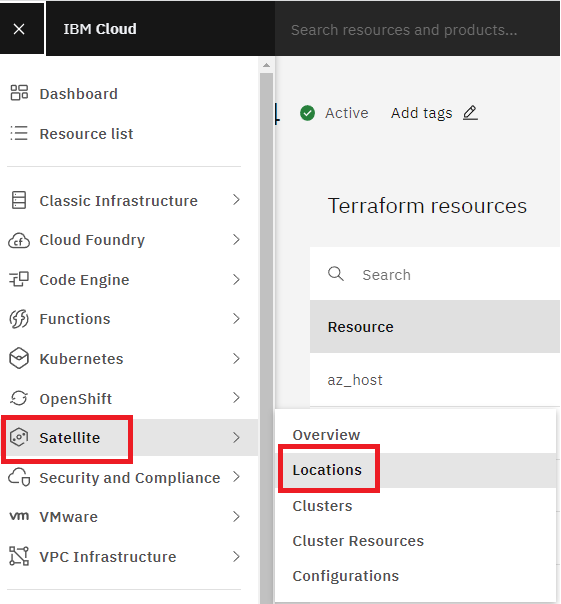 IBM Cloud
Search resources and products...
Dashboard
Resource list
Classic Infrastructure
Cloud Foundry
Code Engine
Functions
Kubernetes
OpenShift
Satellite
Security and Compliance
VMware
VPC Infrastructure
4 Active Add tags
Terraform resources
Search
Resource
az_host
Overview
Locations
Clusters
Cluster Resources
Configurations